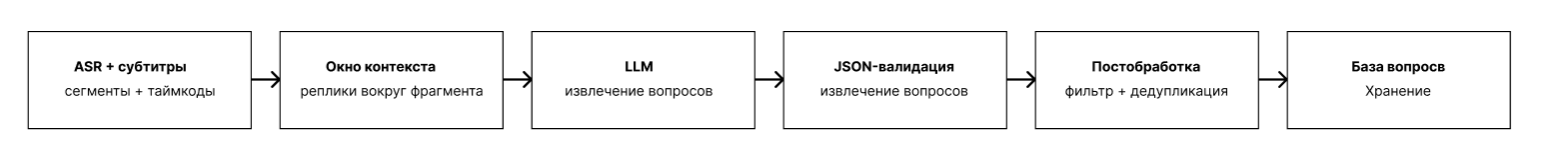 ASR + субтитры
сегменты + таймкоды
Окно контекста
реплики вокруг фрагмента
LLM
извлечение вопросов
JSON-валидация
извлечение вопросов
Постобработка
фильтр + дедупликация
База вопросв
Хранение